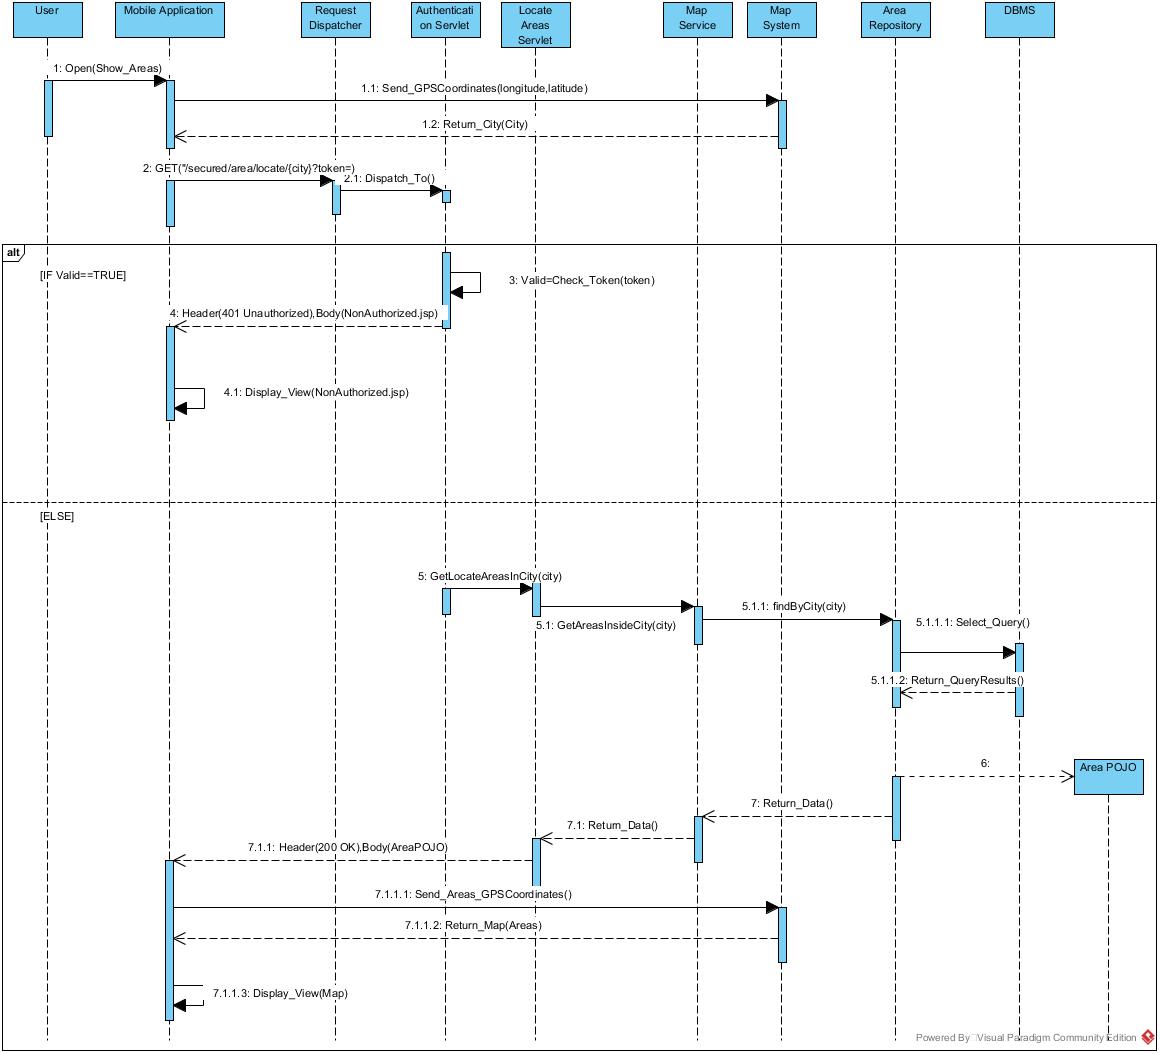 User
Mobile Application
Request
Dispatcher
Authenticati
on Servlet
Locate
Areas
Servlet
Map
Service
Map
System
Area
Repository
DBMS
1: Open(Show_Areas)
1.1: Send_GPSCoordinates(longitude,latitude)
1.2: Return_City(City)
2: GET("/secured/area/locate/{city}?token=)
2.1: Dispatch_To()
alt
[IF Valid==TRUE]
3: Valid=Check_Token(token)
4: Header(401 Unauthorized),Body(NonAuthorized.jsp)
4.1: Display_View(NonAuthorized.jsp)
[ELSE]
5: GetLocateAreasInCity(city)
5.1: GetAreasInsideCity(city)
5.1.1: findByCity(city)
5.1.1.1: Select_Query()
5.1.1.2: Return_QueryResults()
6:
Area POJO
7: Return_Data()
7.1: Return_Data()
7.1.1: Header(200 OK),Body(AreaPOJO)
7.1.1.1: Send_Areas_GPSCoordinates()
7.1.1.2: Return_Map(Areas)
7.1.1.3: Display_View(Map)
Powered By Visual Paradigm Community Edition